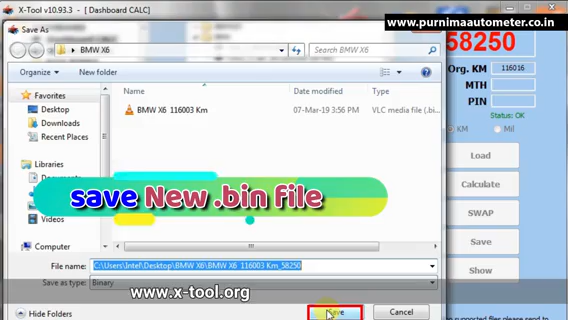 X-Tool v10.93.3 - [ Dashboard CALC]
www.purnimaautometer.co.in
58250
Save As
BMW X6
Search BMW X6
Organize
New folder
Org. KM
116016
MTH
PIN
Status: OK
KM
Mil
Favorites
Desktop
Downloads
Recent Places
Libraries
Videos
Computer
Name
Date modified
Type
BMW X6 116003 Km
07-Mar-19 3:56 PM
VLC media file (.bi...
save New .bin file
Load
Calculate
SWAP
Save
Show
File name:
C:\Users\Intel\Desktop\BMW X6\BMW X6 116003 Km_58250
Save as type:
Binary
www.x-tool.org
Hide Folders
Save
Cancel